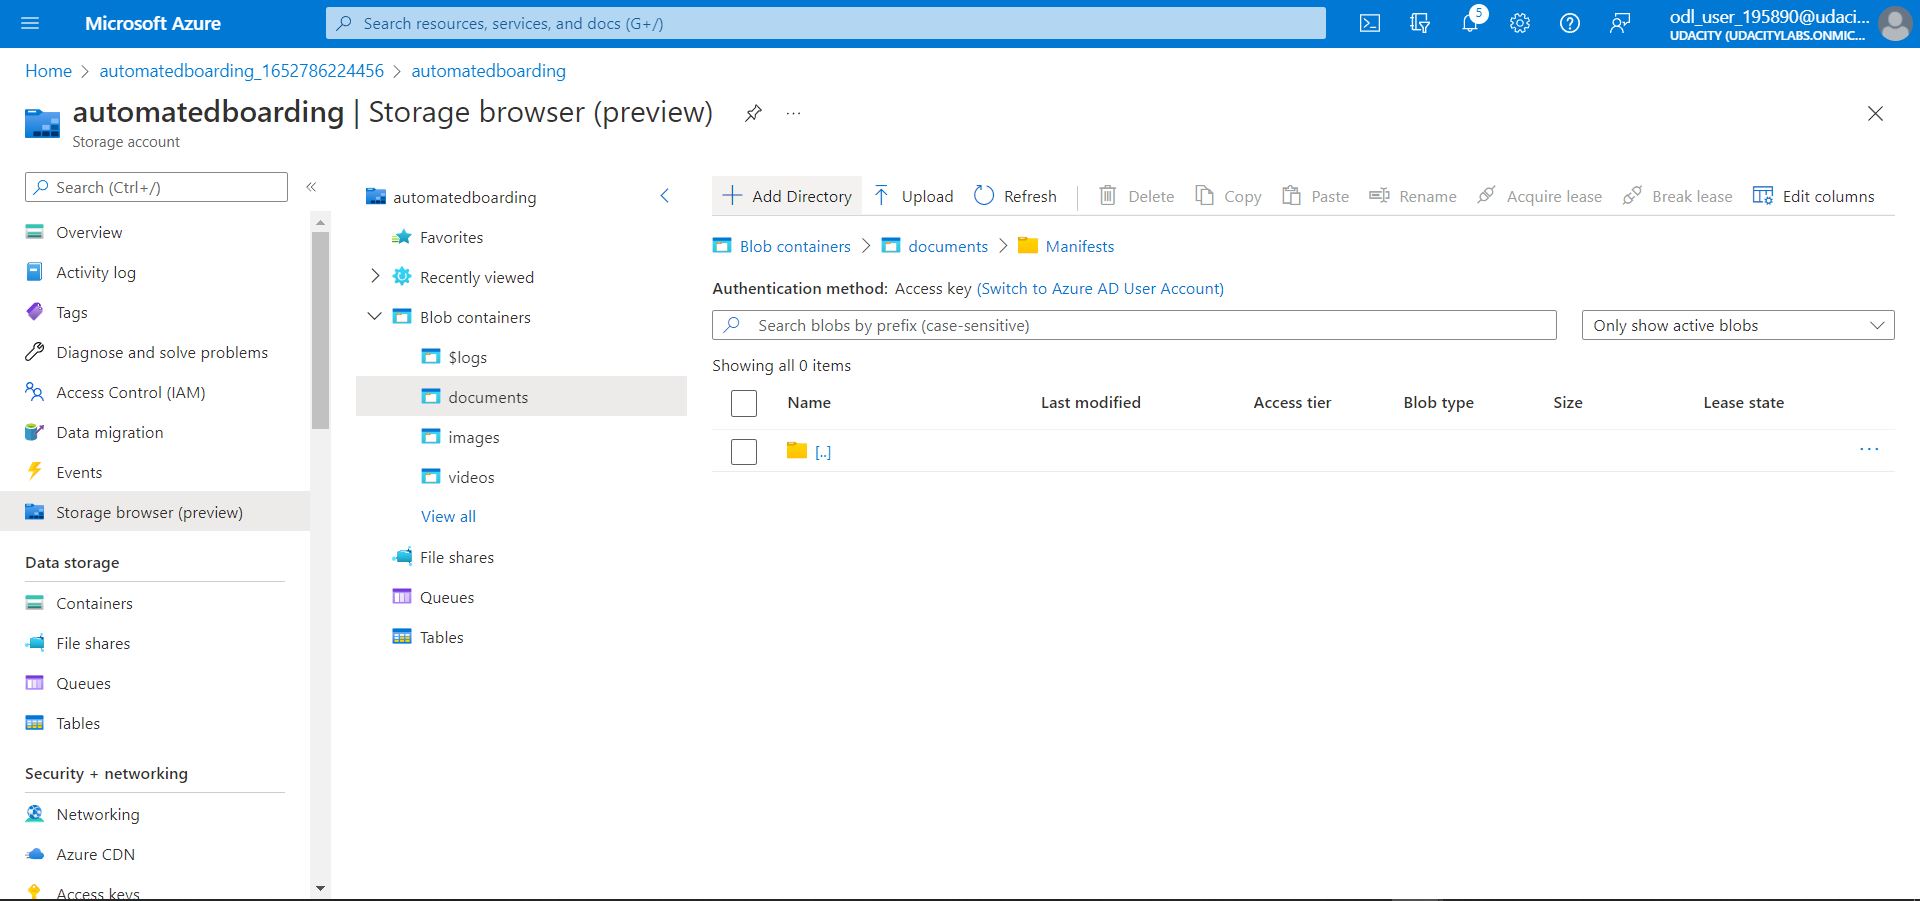 Microsoft Azure
Search resources, services, and docs (G+/)
5
odl_user_195890@udaci...
UDACITY (UDACITYLABS.ONMIC...
Home > automatedboarding_1652786224456 > automatedboarding
automatedboarding | Storage browser (preview)
...
Storage account
Search (Ctrl+/)
«
Overview
Activity log
Tags
Diagnose and solve problems
Access Control (IAM)
Data migration
Events
Storage browser (preview)
Data storage
Containers
File shares
Queues
Tables
Security + networking
Networking
Azure CDN
Access keys
automatedboarding
Favorites
Recently viewed
Blob containers
$logs
documents
images
videos
View all
File shares
Queues
Tables
Add Directory Upload Refresh Delete Copy Paste Rename Acquire lease Break lease Edit columns
Blob containers > documents > Manifests
Authentication method: Access key (Switch to Azure AD User Account)
Search blobs by prefix (case-sensitive)
Only show active blobs
Showing all 0 items
Name Last modified Access tier Blob type Size Lease state
[..] ...